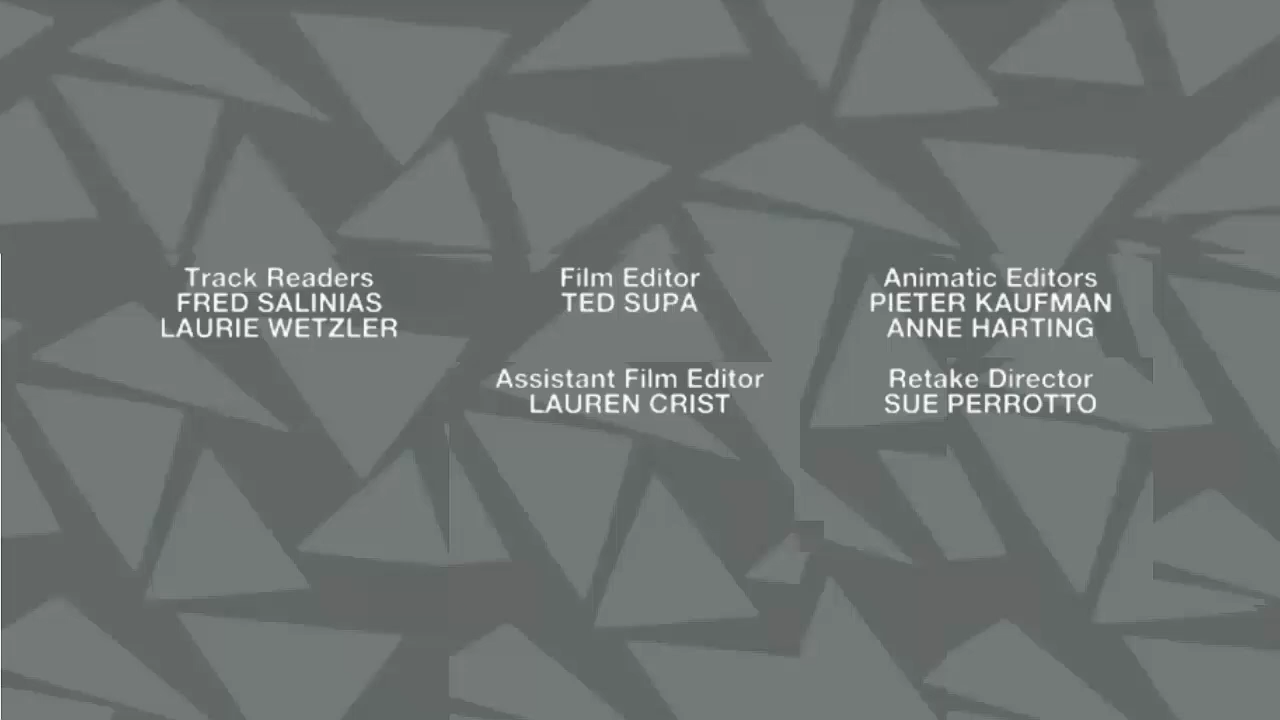 Track Readers
FRED SALINIAS
LAURIE WETZLER
Film Editor
TED SUPA
Assistant Film Editor
LAUREN CRIST
Animatic Editors
PIETER KAUFMAN
ANNE HARTING
Retake Director
SUE PERROTTO